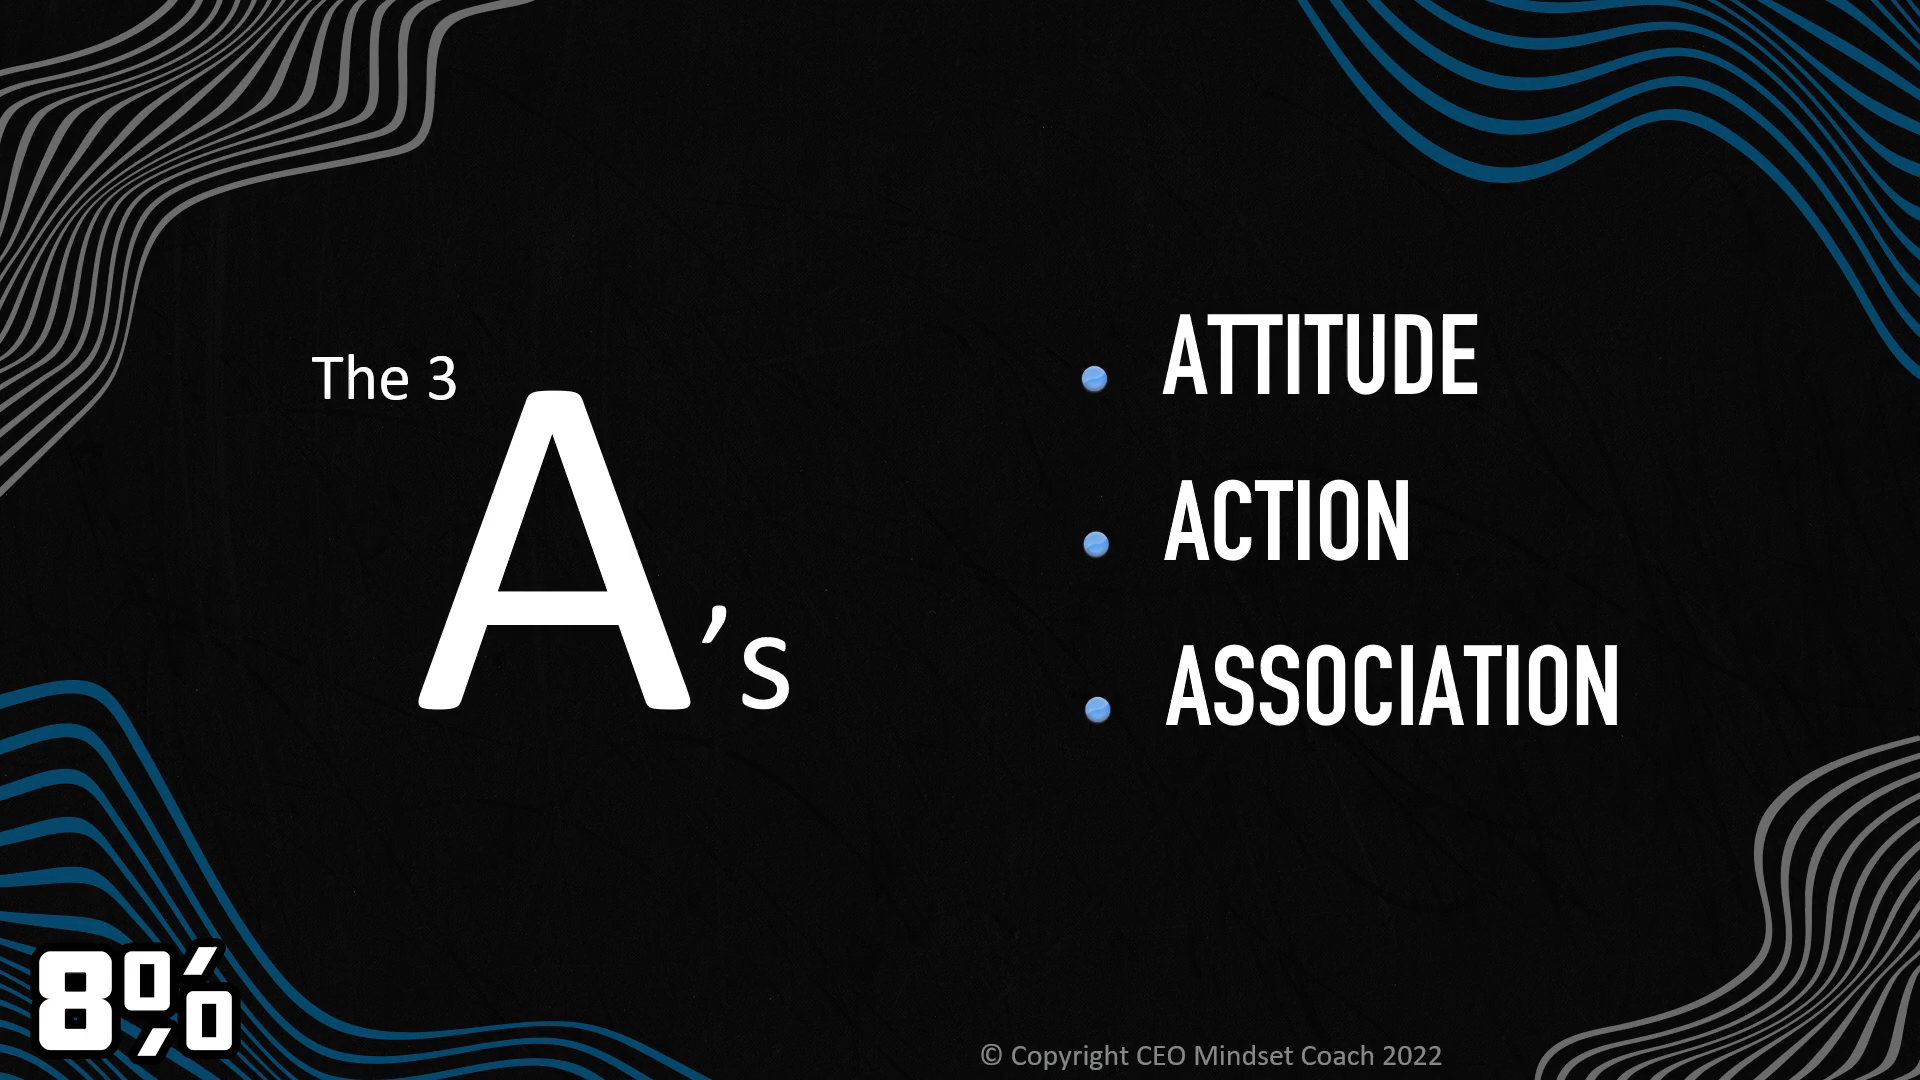 The 3
A's
ATTITUDE
ACTION
ASSOCIATION
8%
© Copyright CEO Mindset Coach 2022